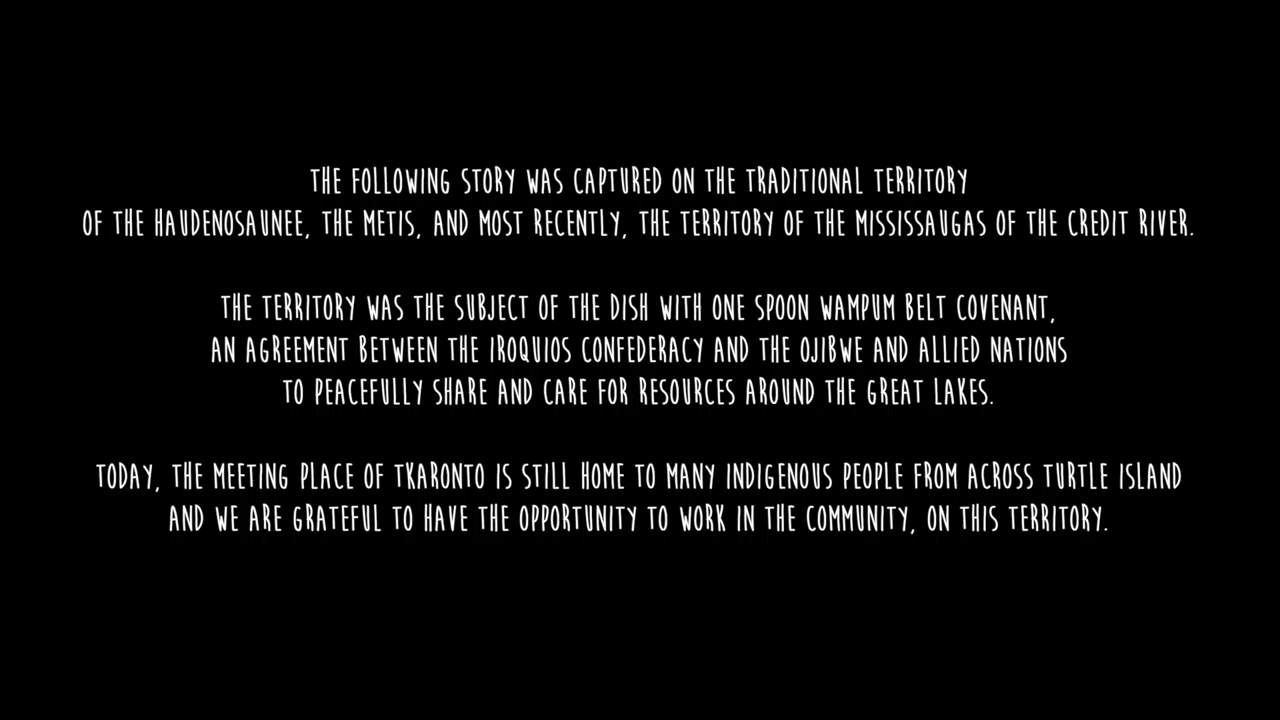 THE FOLLOWING STORY WAS CAPTURED ON THE TRADITIONAL TERRITORY
OF THE HAUDENOSAUNEE, THE METIS, AND MOST RECENTLY, THE TERRITORY OF THE MISSISSAUGAS OF THE CREDIT RIVER.
THE TERRITORY WAS THE SUBJECT OF THE DISH WITH ONE SPOON WAMPUM BELT COVENANT,
AN AGREEMENT BETWEEN THE IROQUIOS CONFEDERACY AND THE OJIBWE AND ALLIED NATIONS
TO PEACEFULLY SHARE AND CARE FOR RESOURCES AROUND THE GREAT LAKES.
TODAY, THE MEETING PLACE OF TKARONTO IS STILL HOME TO MANY INDIGENOUS PEOPLE FROM ACROSS TURTLE ISLAND
AND WE ARE GRATEFUL TO HAVE THE OPPORTUNITY TO WORK IN THE COMMUNITY, ON THIS TERRITORY.